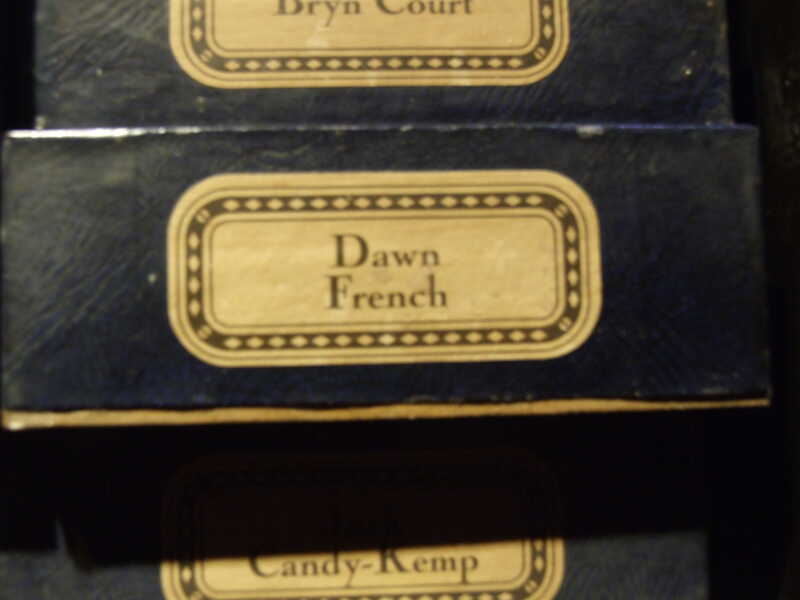 Bryn Court
Dawn
French
Candy-Kemp